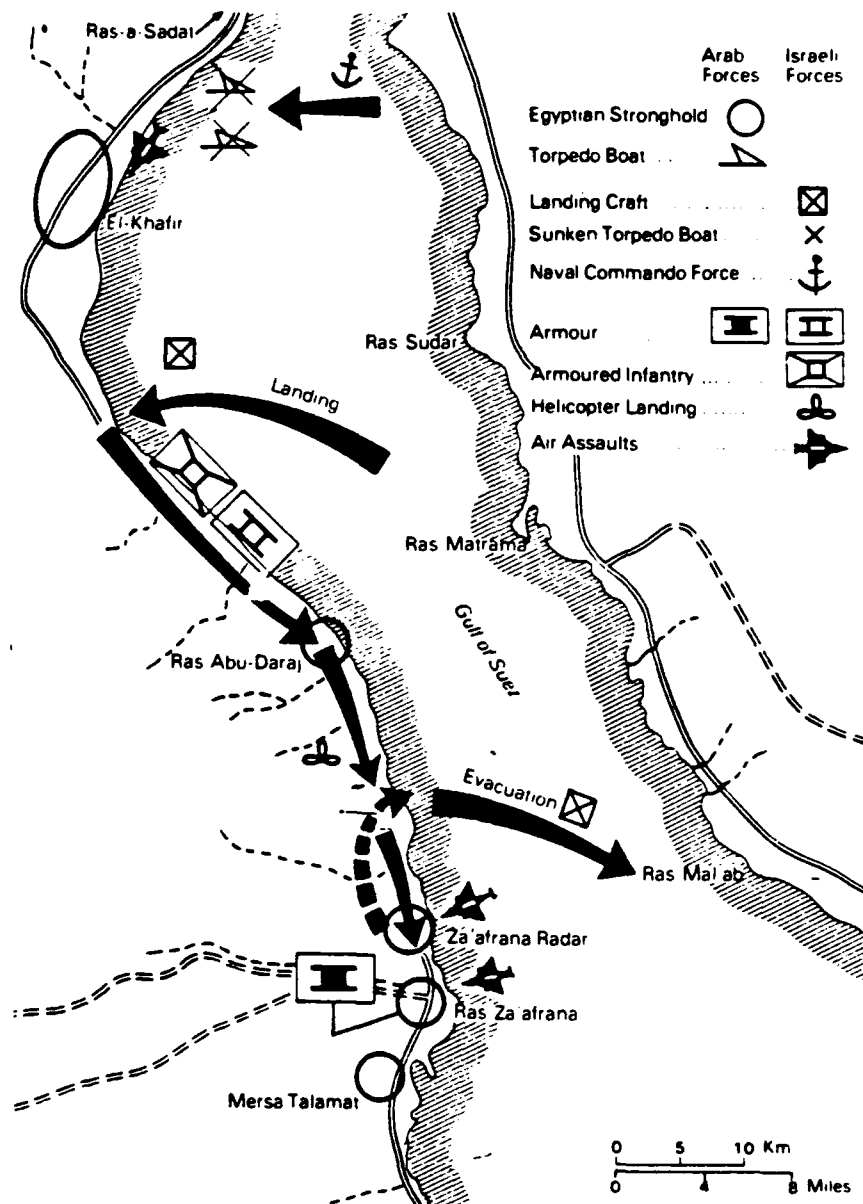 Ras-a-Sadat
El-Khafir
Arab Forces
Israeli Forces
Egyptian Stronghold
Torpedo Boat ..
Landing Craft .. ......
Sunken Torpedo Boat ....
Naval Commando Force ...
Armour
Armoured Infantry .. ...
Helicopter Landing ......
Air Assaults ....
Ras Sudar
Landing
Ras Matrama
Gulf of Suez
Ras Abu-Daraj
Evacuation
Ras Mal'ab
Za'afrana Radar
Ras Za'afrana
Mersa Talamat
0 5 10 Km
0 4 8 Miles